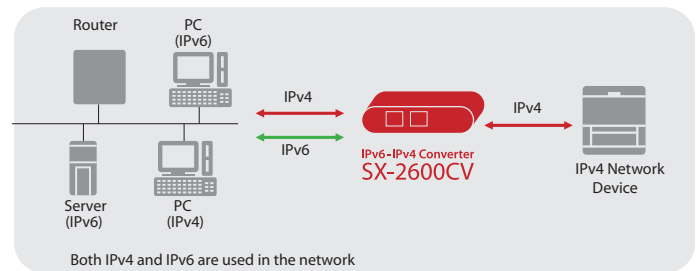 Router
PC
(IPv6)
IPv4
IPv6
IPv4
IPv6-IPv4 Converter
SX-2600CV
IPv4 Network
Device
Server
(IPv6)
PC
(IPv4)
Both IPv4 and IPv6 are used in the network